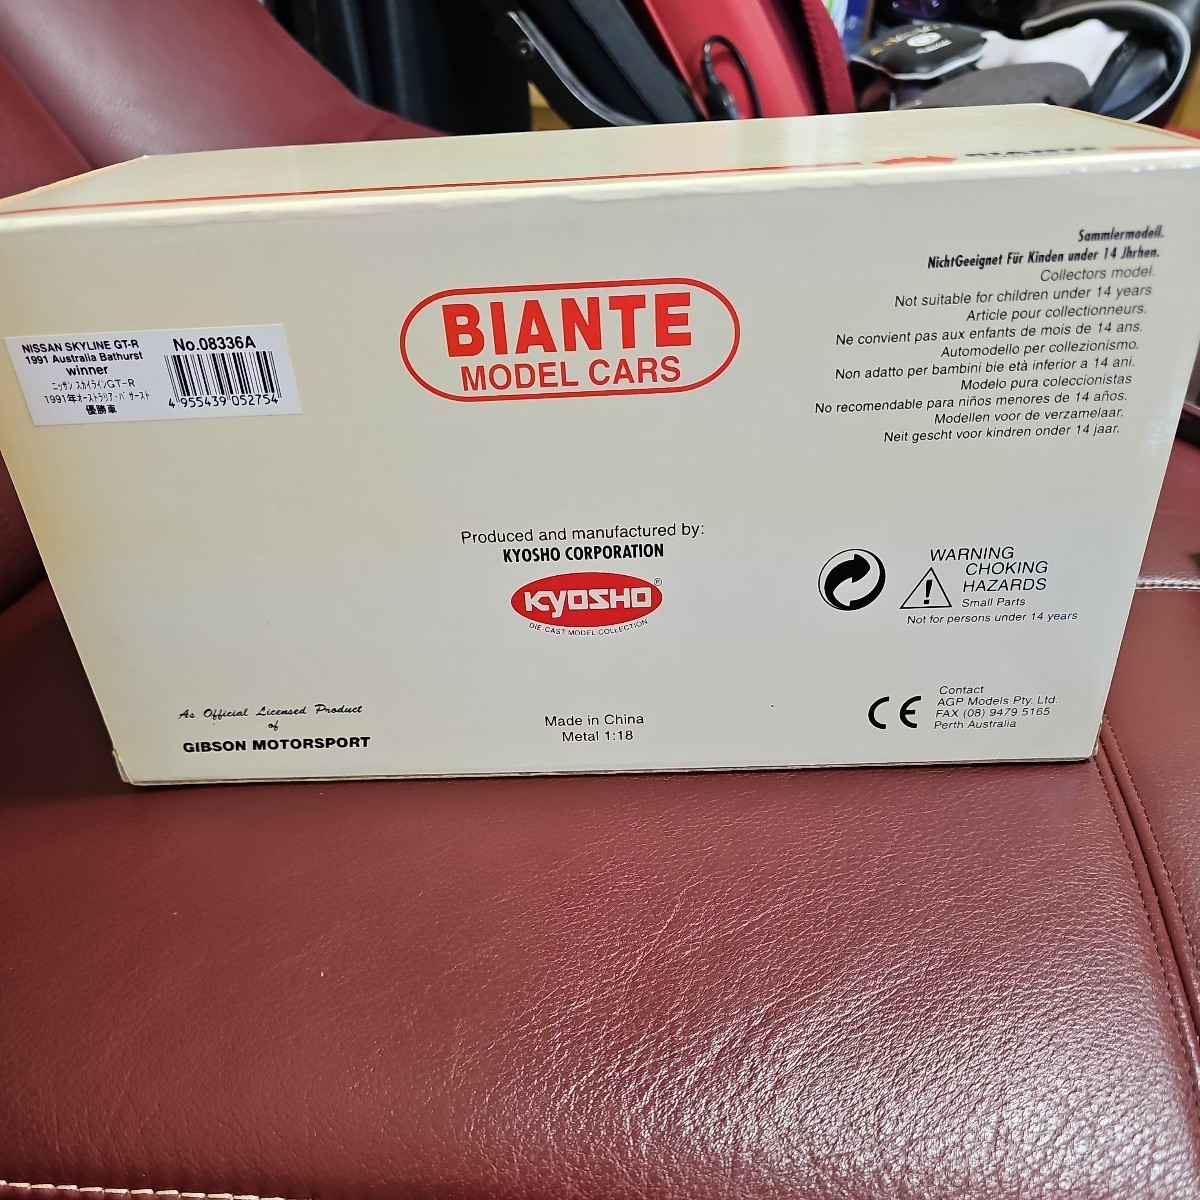 BIANTE
NISSAN SKYLINE GT-R
1991 Australia Bathurst
winner
ニッサン スカイラインGT-R
1991年オーストラリア・バサースト
優勝車
No.08336A
4 955439 052754
BIANTE
MODEL CARS
Sammlermodell.
NichtGeeignet Für Kinden under 14 Jhrhen.
Collectors model.
Not suitable for children under 14 years
Article pour collectionneurs.
Ne convient pas aux enfants de mois de 14 ans.
Automodello per collezionismo.
Non adatto per bambini bie età inferior a 14 ani.
Modelo pura coleccionistas
No recomendable para niños menores de 14 años.
Modellen voor de verzamelaar.
Neit gescht voor kindren onder 14 jaar.
Produced and manufactured by:
KYOSHO CORPORATION
KYOSHO®
DIE-CAST MODEL COLLECTION
WARNING
CHOKING
HAZARDS
Small Parts
Not for persons under 14 years
As Official Licensed Product
of
GIBSON MOTORSPORT
Made in China
Metal 1:18
CE
Contact
AGP Models Pty. Ltd.
FAX (08) 9479 5165
Perth Australia